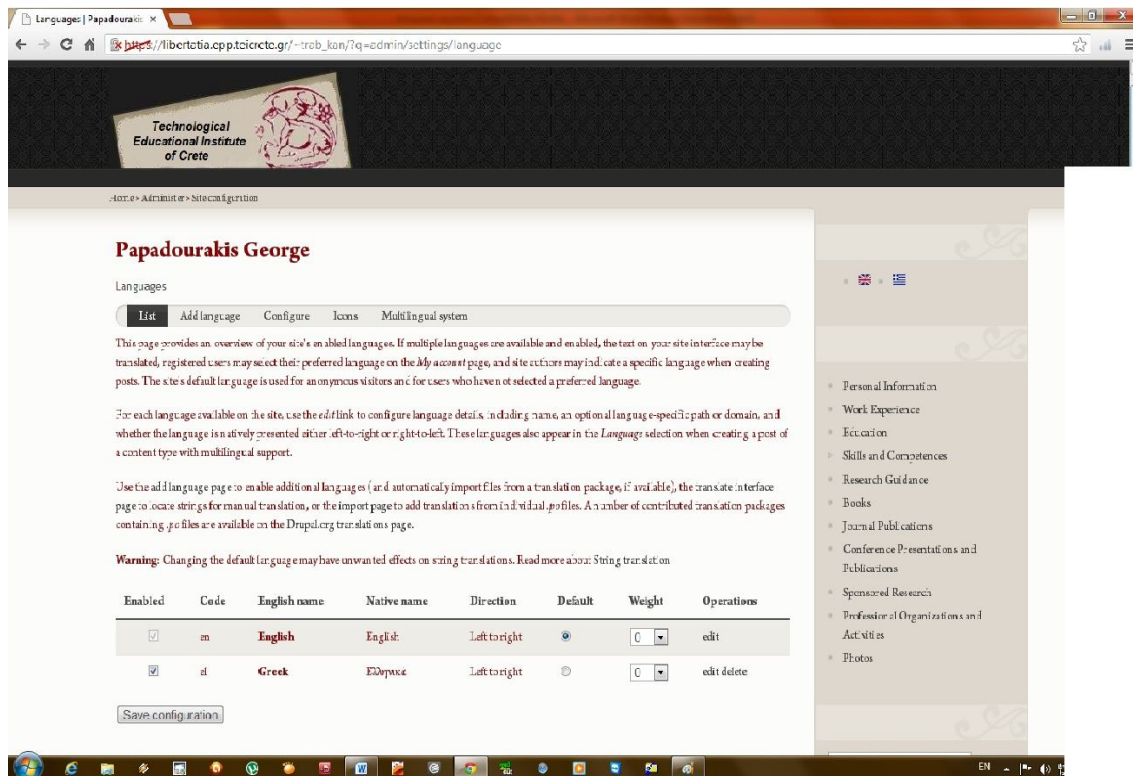 Languages | Papadourakis
https://libertatia.epp.teicrete.gr/~trab_kan/?q=admin/settings/language
Technological
Educational Institute
of Crete
Home » Administer » Site configuration
Papadourakis George
Languages
List Add language Configure Icons Multilingual system
This page provides an overview of your site's enabled languages. If multiple languages are available and enabled, the text on your site interface may be
translated, registered users may select their preferred language on the My account page, and site authors may indicate a specific language when creating
posts. The site's default language is used for anonymous visitors and for users who have not selected a preferred language.
For each language available on the site, use the edit link to configure language details, including name, an optional language-specific path or domain, and
whether the language is natively presented either left-to-right or right-to-left. These languages also appear in the Language selection when creating a post of
a content type with multilingual support.
Use the add language page to enable additional languages (and automatically import files from a translation package, if available), the translate interface
page to locate strings for manual translation, or the import page to add translations from individual .po files. A number of contributed translation packages
containing .po files are available on the Drupal.org translations page.
Warning: Changing the default language may have unwanted effects on string translations. Read more about String translation
Enabled Code English name Native name Direction Default Weight Operations
en English English Left to right 0 edit
el Greek Ελληνικά Left to right 0 edit delete
Save configuration
Personal Information
Work Experience
Education
Skills and Competences
Research Guidance
Books
Journal Publications
Conference Presentations and
Publications
Sponsored Research
Professional Organizations and
Activities
Photos
EN